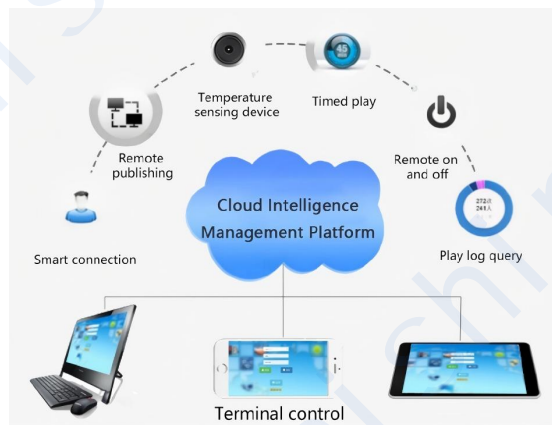 45
Temperature
sensing device
Timed play
Remote
publishing
Remote on
and off
Cloud Intelligence
Management Platform
Smart connection
Play log query
Terminal control